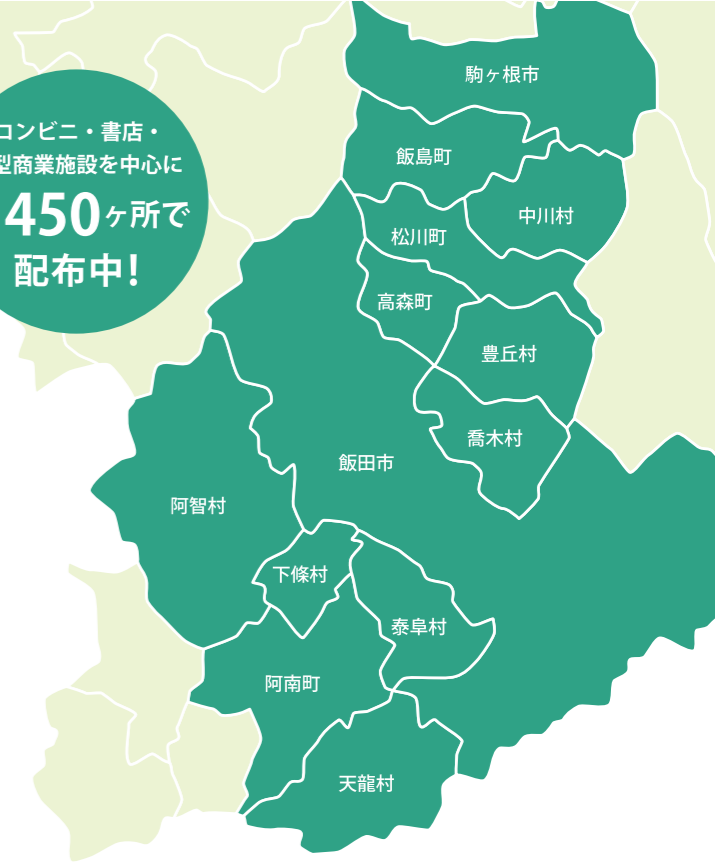 コンビニ・書店・
型商業施設を中心に
450ヶ所で
配布中!
駒ヶ根市
飯島町
中川村
松川町
高森町
豊丘村
喬木村
飯田市
阿智村
下條村
泰阜村
阿南町
天龍村